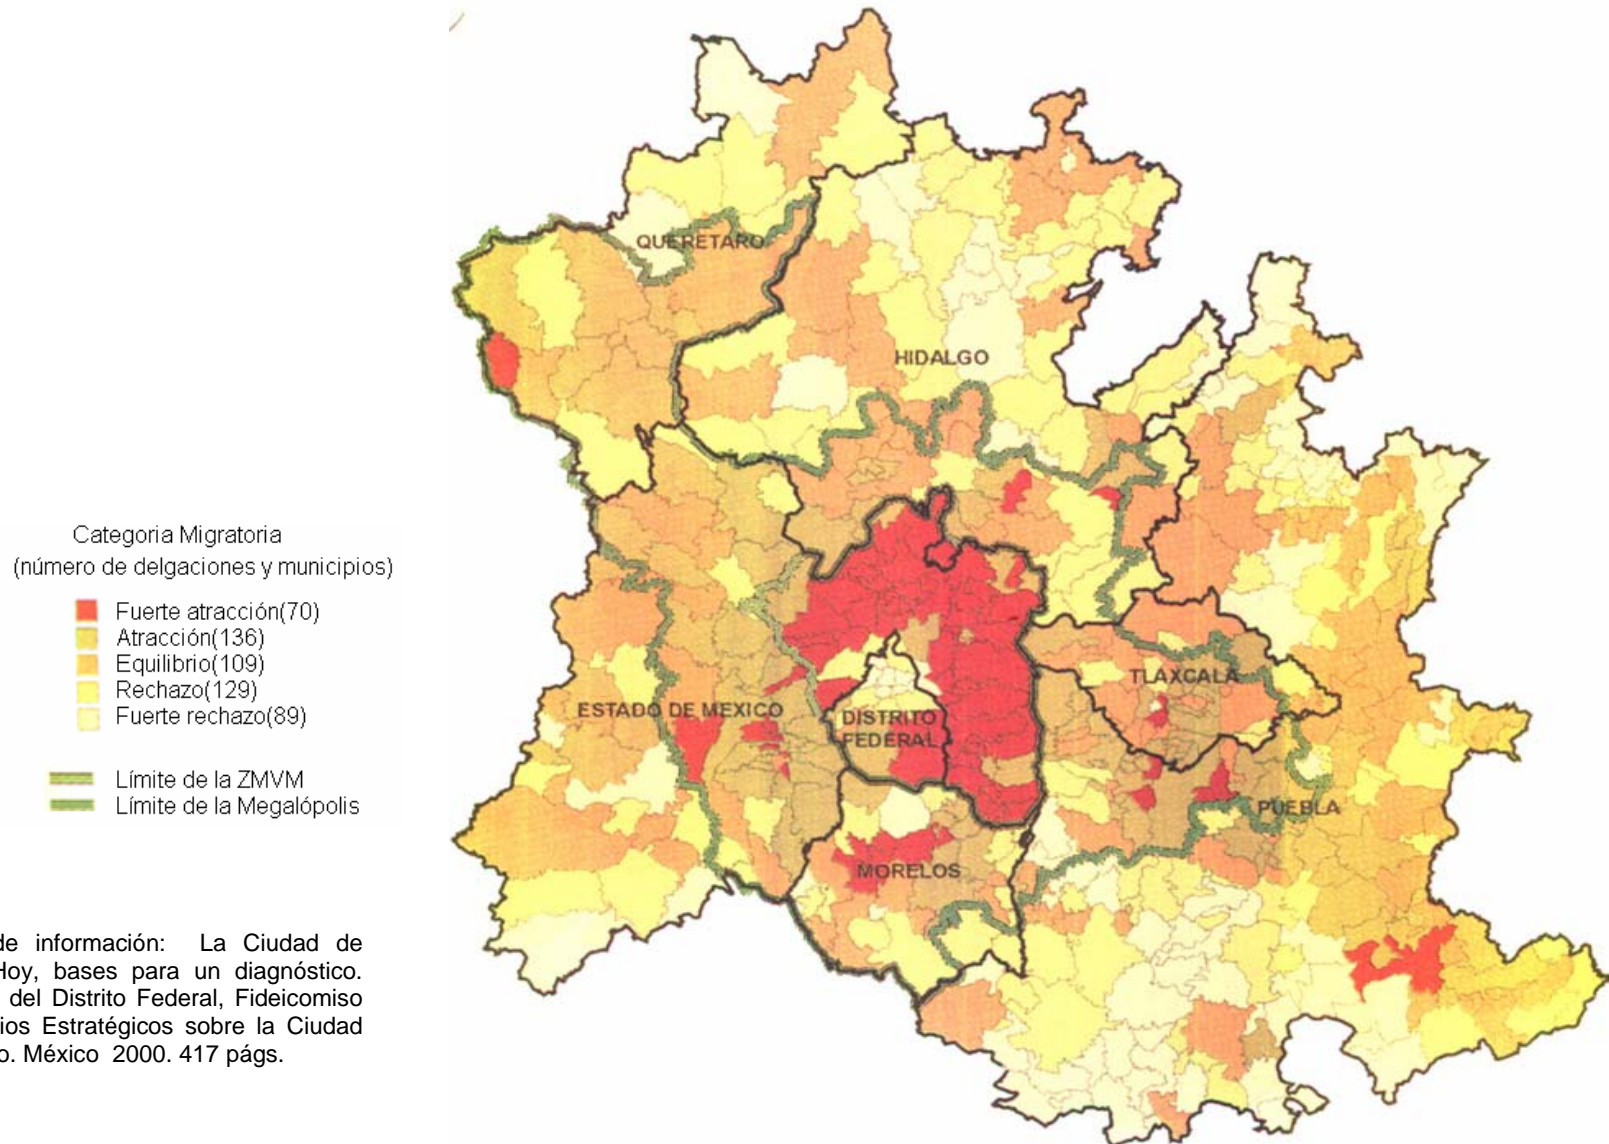 QUERETARO
HIDALGO
Categoria Migratoria
(número de delgaciones y municipios)
Fuerte atracción(70)
Atracción(136)
Equilibrio(109)
Rechazo(129)
Fuerte rechazo(89)
Límite de la ZMVM
Límite de la Megalópolis
TLAXCALA
ESTADO DE MEXICO
DISTRITO
FEDERAL
PUEBLA
MORELOS
de información: La Ciudad de
Hoy, bases para un diagnóstico.
del Distrito Federal, Fideicomiso
ios Estratégicos sobre la Ciudad
o. México 2000. 417 págs.